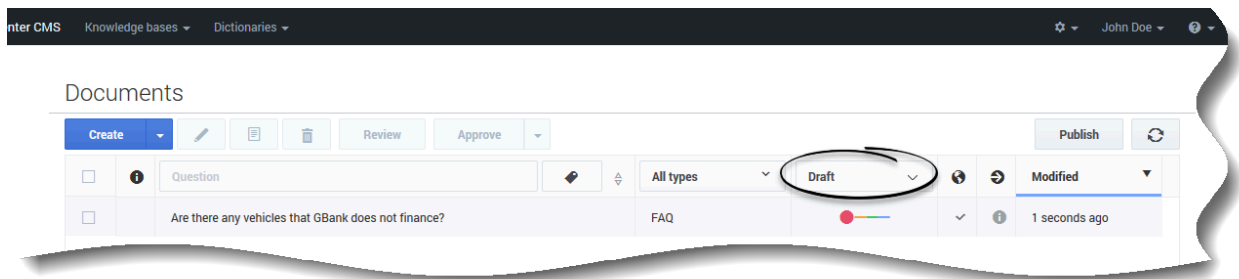 nter CMS Knowledge bases Dictionaries John Doe
Documents
Create Review Approve Publish
Question All types Draft Modified
Are there any vehicles that GBank does not finance? FAQ 1 seconds ago